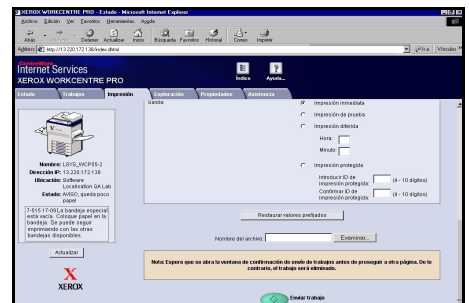 XEROX WORKCENTRE PRO - Estado - Microsoft Internet Explorer
Archivo Edición Ver Favoritos Herramientas Ayuda
Atrás Detener Actualizar Inicio Búsqueda Favoritos Historial Correo Imprimir
Address http://13.220.172.138/index.dhtml Ir a Vínculos
CentreWare
Internet Services
XEROX WORKCENTRE PRO
Índice Ayuda...
Estado Trabajos Impresión Exploración Propiedades Asistencia
Salida:
Impresión inmediata
Impresión de prueba
Impresión diferida
Hora:
Minuto:
Impresión protegida
Introducir ID de impresión protegida: (4 - 10 dígitos)
Confirmar ID de impresión protegida: (4 - 10 dígitos)
Nombre: LSYS_WCP55-2
Dirección IP: 13.220.172.138
Ubicación: Software
Localisation QA Lab
Estado: AVISO, queda poco
papel
7-515 17-09 La bandeja especial
está vacía. Coloque papel en la
bandeja. Se puede seguir
imprimiendo con las otras
bandejas disponibles.
Actualizar
X
XEROX
Restaurar valores prefijados
Nombre del archivo: Examinar...
Nota: Espere que se abra la ventana de confirmación de envío de trabajos antes de proseguir a otra página. De lo
contrario, el trabajo será eliminado.
Enviar trabajo